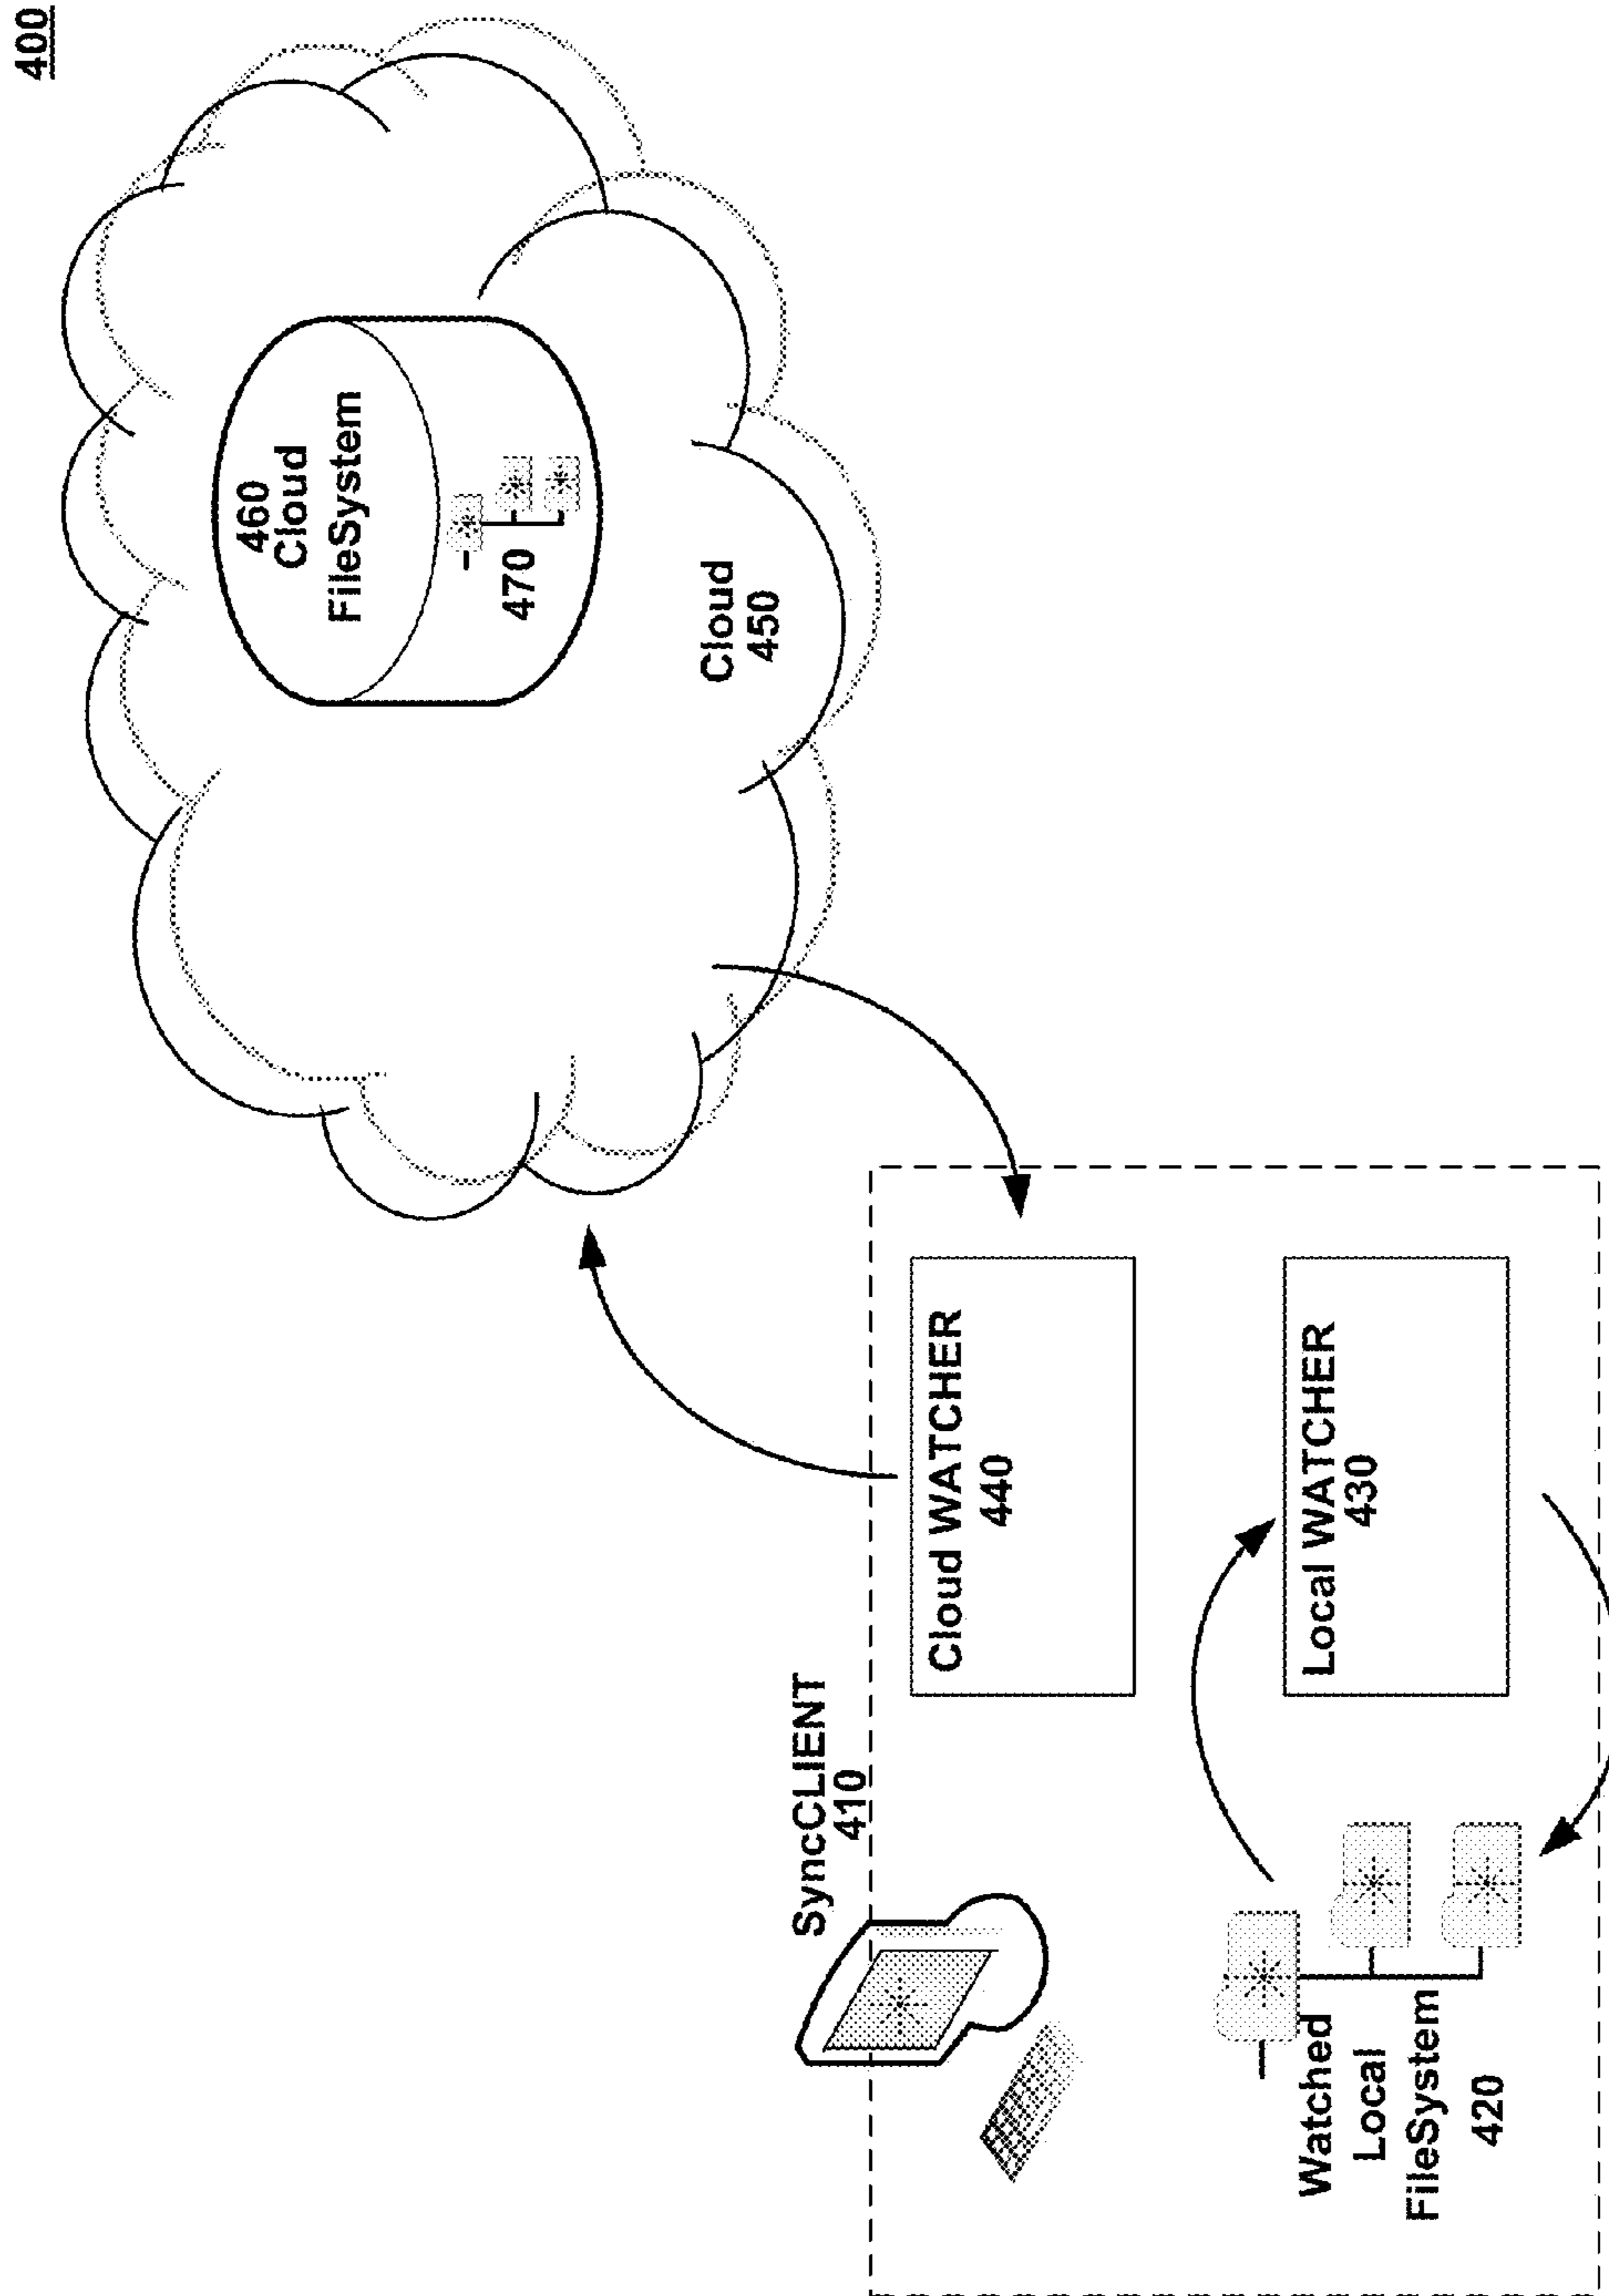 400
460
Cloud
FileSystem
470
Cloud
450
SyncCLIENT
410
Cloud WATCHER
440
Local WATCHER
430
Watched
Local
FileSystem
420